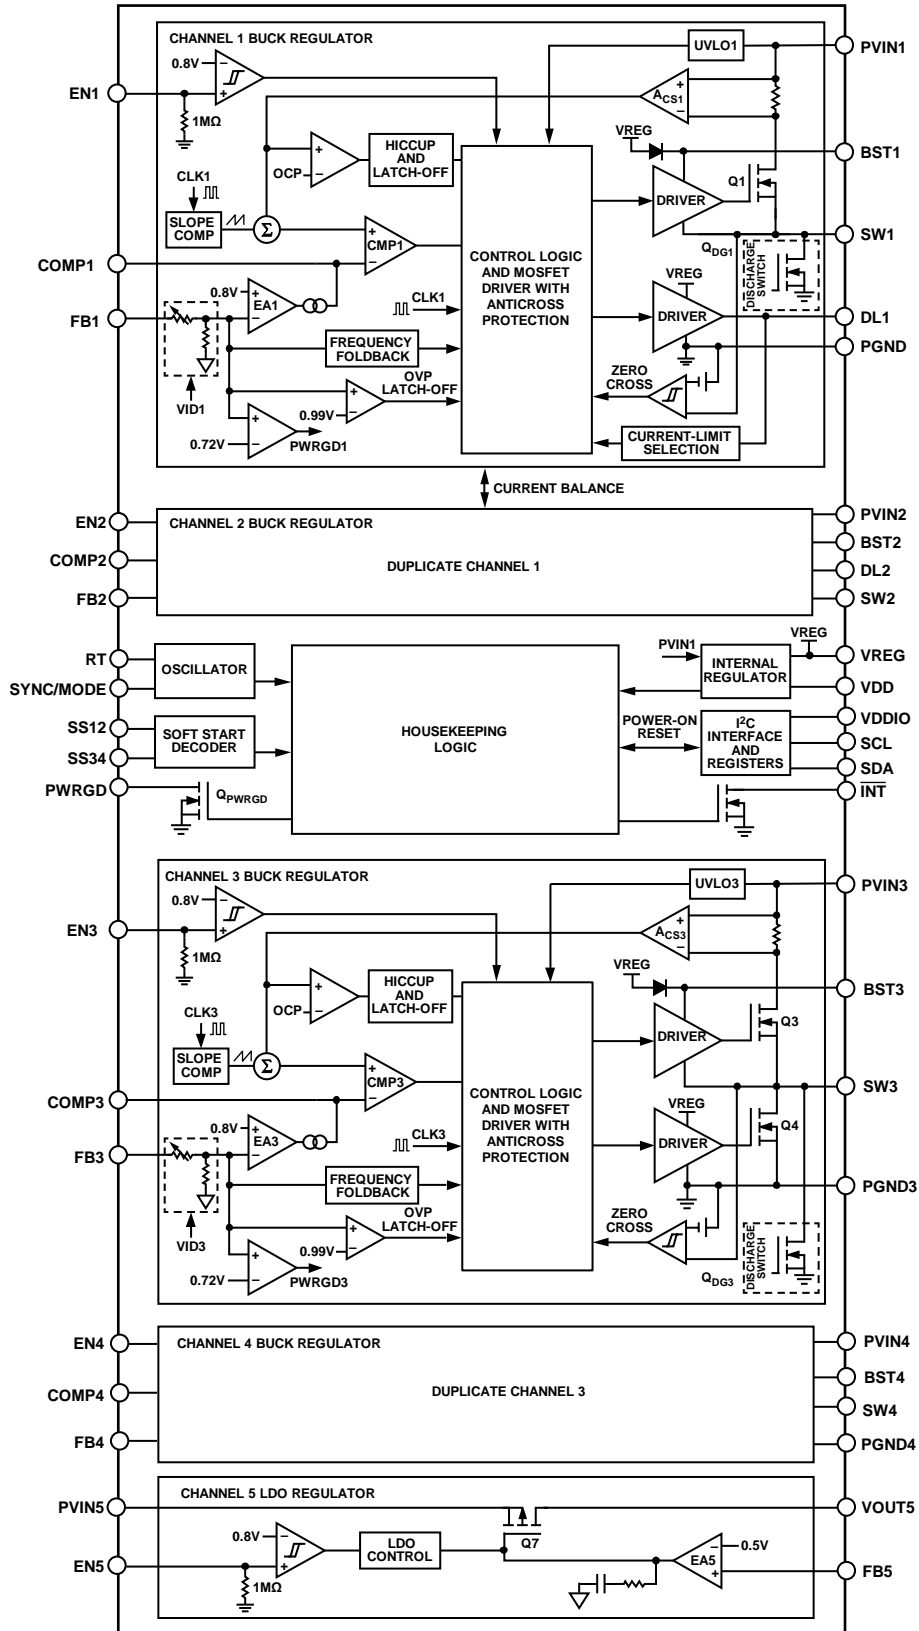 CHANNEL 1 BUCK REGULATOR
UVLO1
PVIN1
0.8V
EN1
ACS1
1MΩ
VREG
BST1
HICCUP
AND
LATCH-OFF
OCP
CLK1
Q1
DRIVER
SLOPE
COMP
Σ
CMP1
SW1
QDG1
DISCHARGE
SWITCH
CONTROL LOGIC
AND MOSFET
DRIVER WITH
ANTICROSS
PROTECTION
COMP1
0.8V
EA1
CLK1
VREG
DRIVER
DL1
FB1
FREQUENCY
FOLDBACK
PGND
OVP
LATCH-OFF
ZERO
CROSS
VID1
0.99V
0.72V
PWRGD1
CURRENT-LIMIT
SELECTION
CURRENT BALANCE
EN2
CHANNEL 2 BUCK REGULATOR
PVIN2
BST2
COMP2
DUPLICATE CHANNEL 1
DL2
FB2
SW2
RT
OSCILLATOR
SYNC/MODE
PVIN1
INTERNAL
REGULATOR
VREG
VREG
VDD
SS12
SOFT START
DECODER
SS34
HOUSEKEEPING
LOGIC
POWER-ON
RESET
I2C
INTERFACE
AND
REGISTERS
VDDIO
SCL
SDA
PWRGD
QPWRGD
INT
CHANNEL 3 BUCK REGULATOR
UVLO3
PVIN3
0.8V
EN3
ACS3
1MΩ
VREG
BST3
HICCUP
AND
LATCH-OFF
OCP
CLK3
Q3
DRIVER
SLOPE
COMP
Σ
CMP3
SW3
CONTROL LOGIC
AND MOSFET
DRIVER WITH
ANTICROSS
PROTECTION
COMP3
0.8V
EA3
CLK3
VREG
Q4
DRIVER
FB3
FREQUENCY
FOLDBACK
PGND3
OVP
LATCH-OFF
ZERO
CROSS
VID3
0.99V
0.72V
PWRGD3
QDG3
DISCHARGE
SWITCH
EN4
CHANNEL 4 BUCK REGULATOR
PVIN4
BST4
COMP4
DUPLICATE CHANNEL 3
SW4
FB4
PGND4
CHANNEL 5 LDO REGULATOR
PVIN5
VOUT5
0.8V
LDO
CONTROL
Q7
0.5V
EA5
EN5
1MΩ
FB5